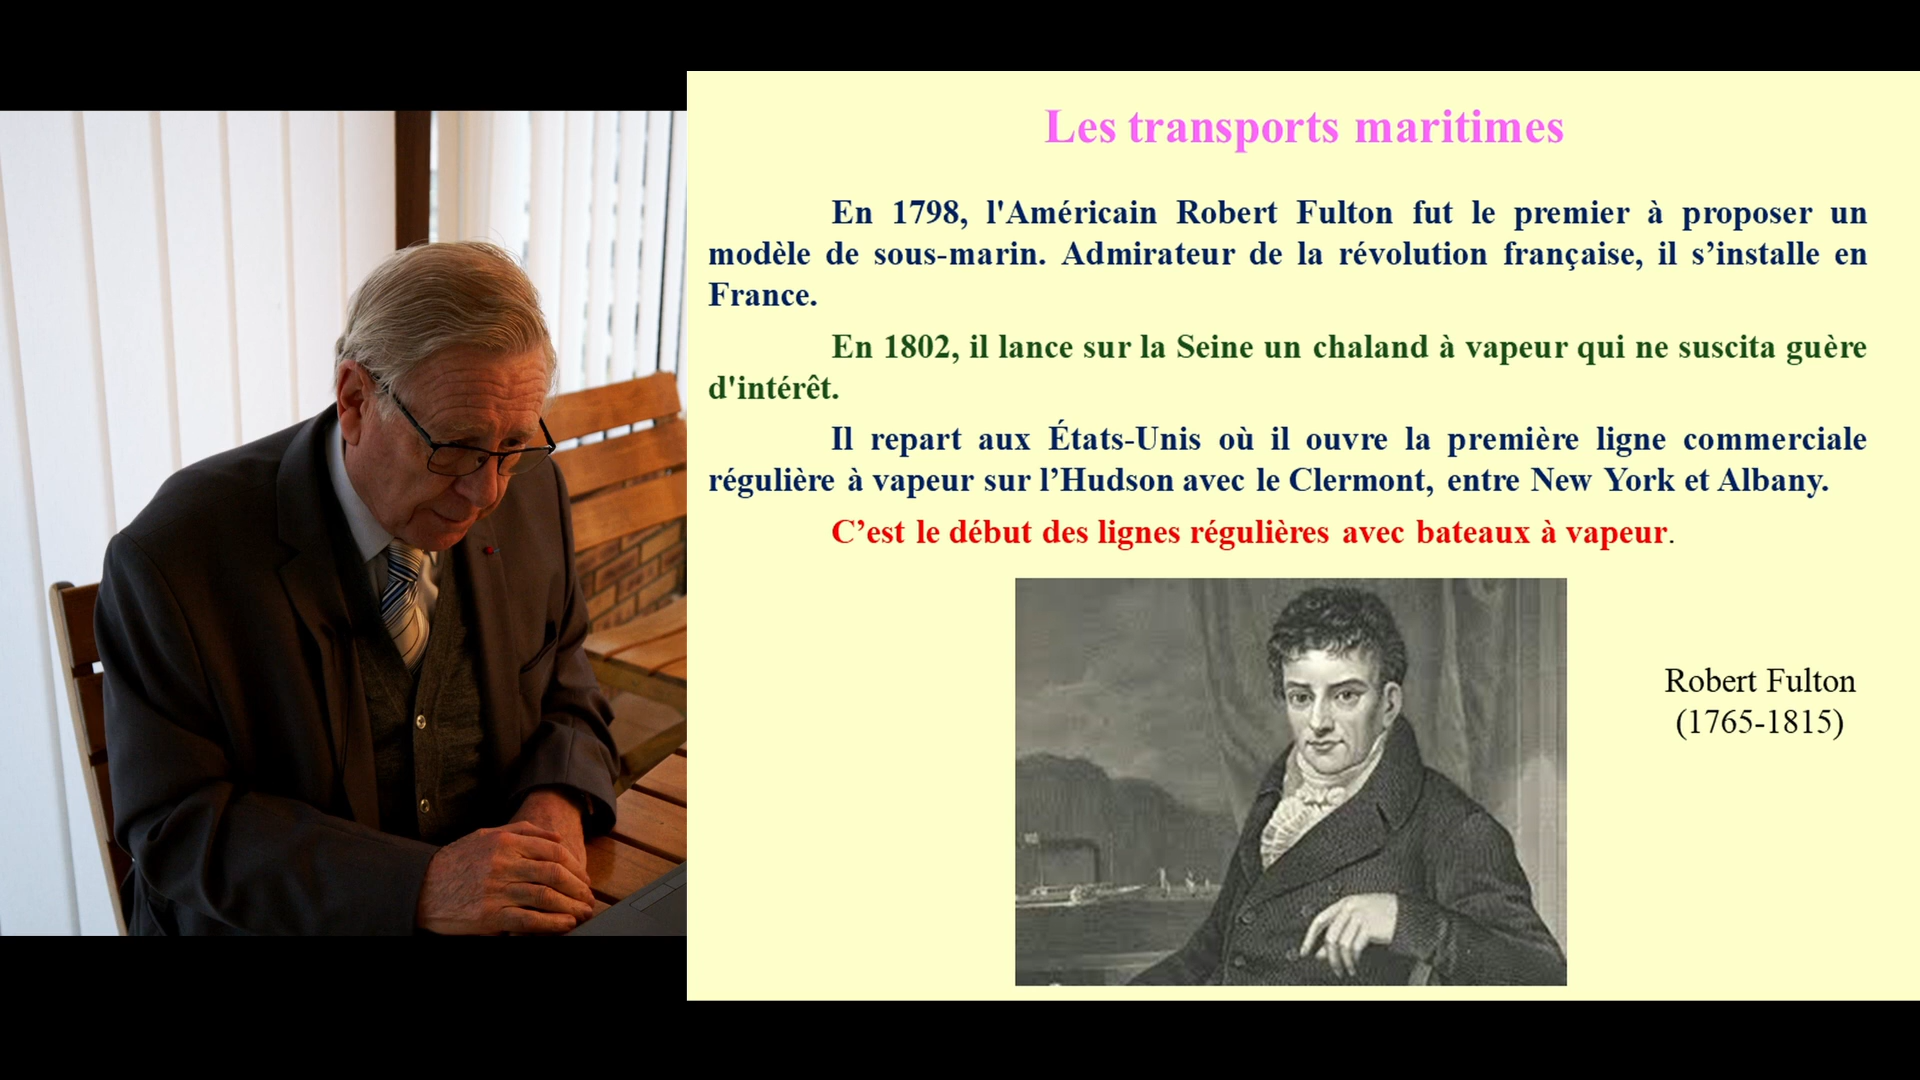 Les transports maritimes
En 1798, l'Américain Robert Fulton fut le premier à proposer un
modèle de sous-marin. Admirateur de la révolution française, il s’installe en
France.
En 1802, il lance sur la Seine un chaland à vapeur qui ne suscita guère
d'intérêt.
Il repart aux États-Unis où il ouvre la première ligne commerciale
régulière à vapeur sur l’Hudson avec le Clermont, entre New York et Albany.
C’est le début des lignes régulières avec bateaux à vapeur.
Robert Fulton
(1765-1815)